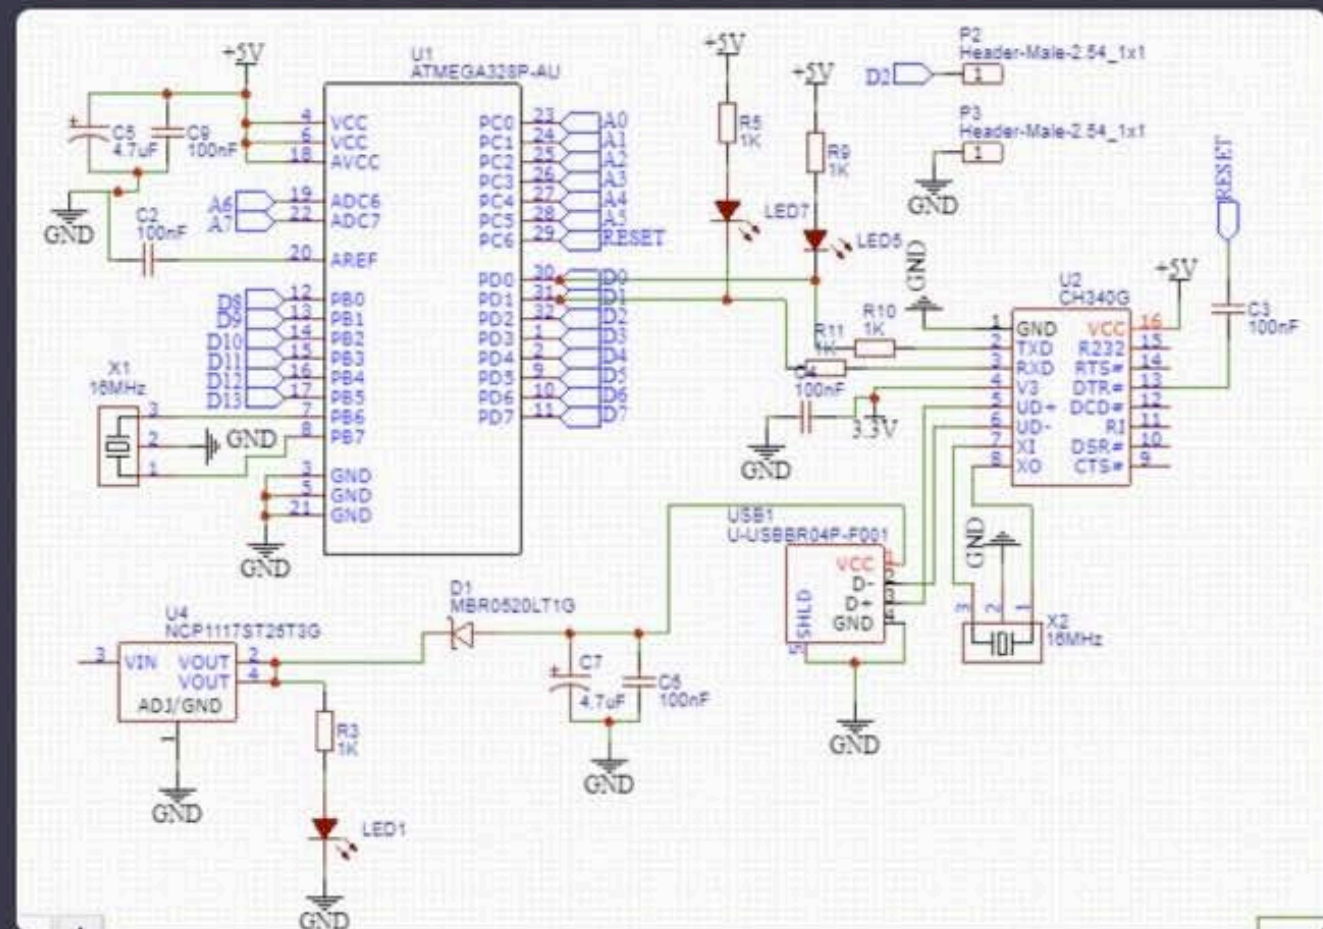 +5V
U1
ATMEGA328P-AU
C5
4.7uF
C9
100nF
GND
C2
100nF
A6
A7
D8
D9
D10
D11
D12
D13
4 VCC
6 VCC
18 AVCC
19 ADC6
22 ADC7
20 AREF
12 PB0
13 PB1
14 PB2
15 PB3
16 PB4
17 PB5
7 PB6
8 PB7
3 GND
5 GND
21 GND
GND
PC0 23 A0
PC1 24 A1
PC2 25 A2
PC3 26 A3
PC4 27 A4
PC5 28 A5
PC6 29 RESET
PD0 30 D0
PD1 31 D1
PD2 32 D2
PD3 1 D3
PD4 2 D4
PD5 9 D5
PD6 10 D6
PD7 11 D7
X1
16MHz
3
2
1
GND
+5V
R5
1K
LED7
+5V
R9
1K
LED5
P2
Header-Male-2.54_1x1
1
P3
Header-Male-2.54_1x1
1
GND
RESET
C3
100nF
+5V
GND
U2
CH340G
1 GND
2 TXD
3 RXD
4 V3
5 UD+
6 UD-
7 XI
8 XO
VCC 16
R232 15
RTS# 14
DTR# 13
DCD# 12
RI 11
DSR# 10
CTS# 9
R10
1K
R11
1K
100nF
3.3V
GND
USB1
U-USBBR04P-F001
VCC
D-
D+ 3
GND 4
SHLD
5
GND
GND
3
2
1
X2
16MHz
D1
MBR0520LT1G
C7
4.7uF
C6
100nF
GND
U4
NCP1117ST25T3G
3 VIN
VOUT 2
VOUT 4
ADJ/GND
1
GND
R3
1K
LED1
GND